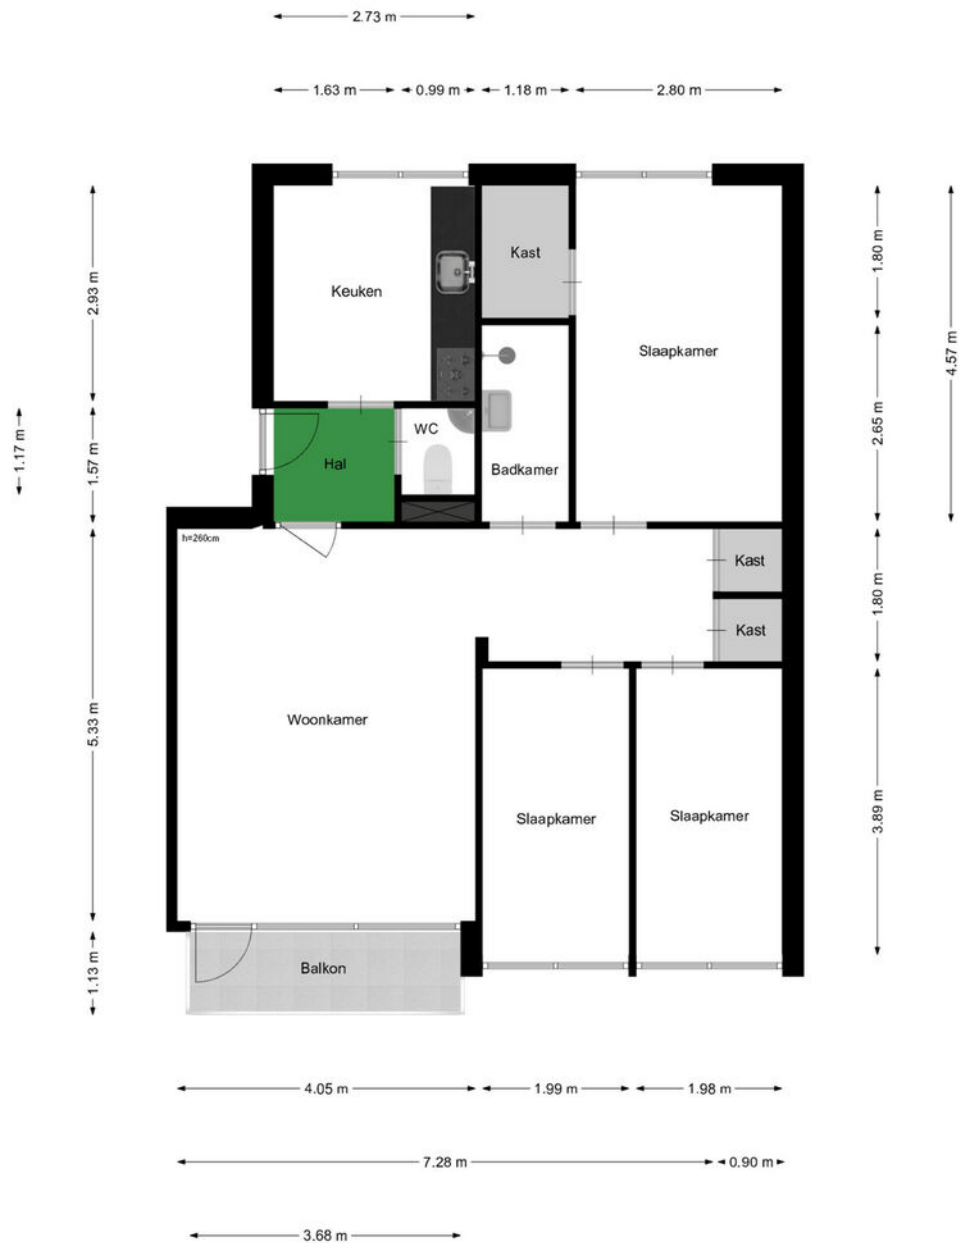 2.73 m
1.63 m
0.99 m
1.18 m
2.80 m
2.93 m
1.17 m
1.57 m
5.33 m
1.13 m
1.80 m
4.57 m
2.65 m
1.80 m
3.89 m
Kast
Keuken
Slaapkamer
WC
Hal
Badkamer
h=260cm
Kast
Kast
Woonkamer
Slaapkamer
Slaapkamer
Balkon
4.05 m
1.99 m
1.98 m
7.28 m
0.90 m
3.68 m